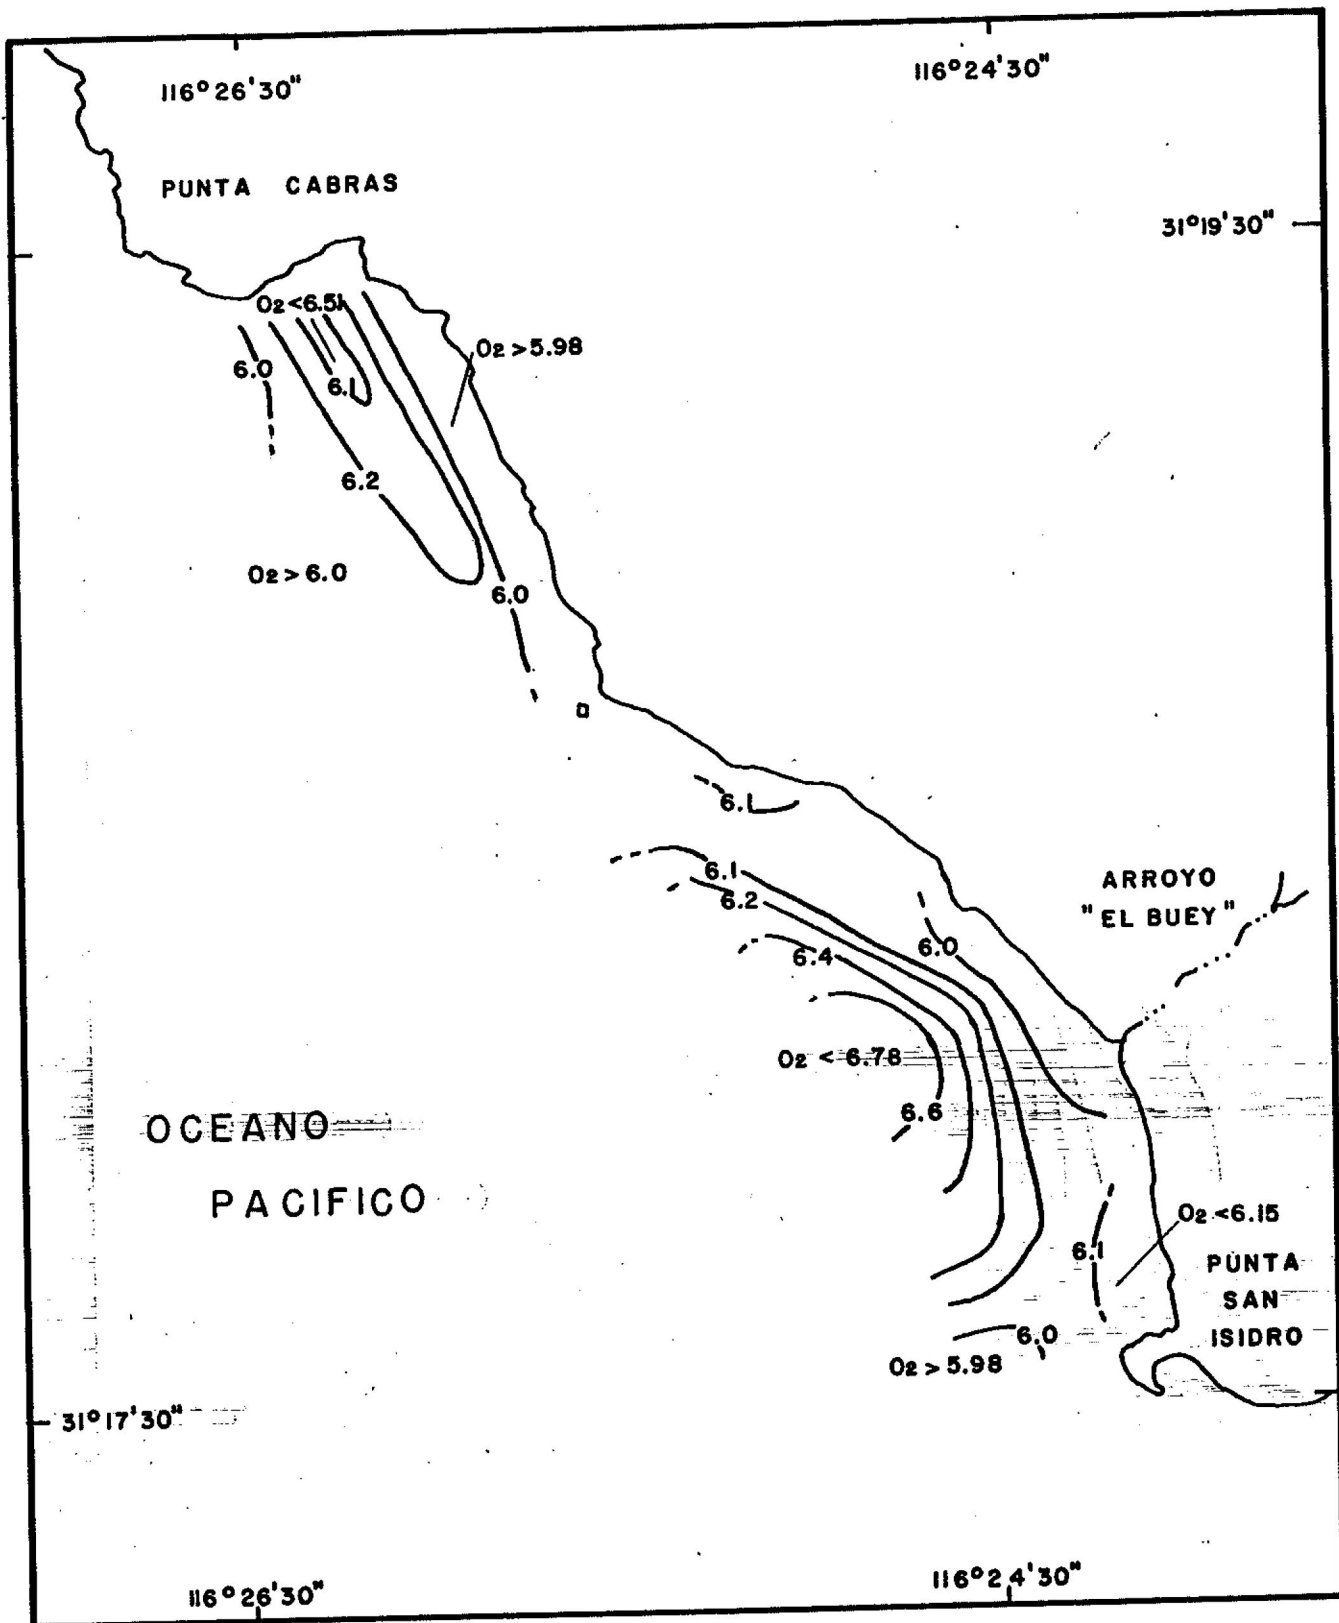 116°26'30"
116°24'30"
PUNTA CABRAS
31°19'30"
O2<6.51
O2>5.98
6.0
6.1
6.2
O2>6.0
6.0
6.1
6.1
6.2
ARROYO
"EL BUEY"
6.0
6.4
O2<6.78
6.6
OCEANO
PACIFICO
O2<6.15
6.1
PUNTA
SAN
ISIDRO
6.0
O2>5.98
31°17'30"
116°26'30"
116°24'30"